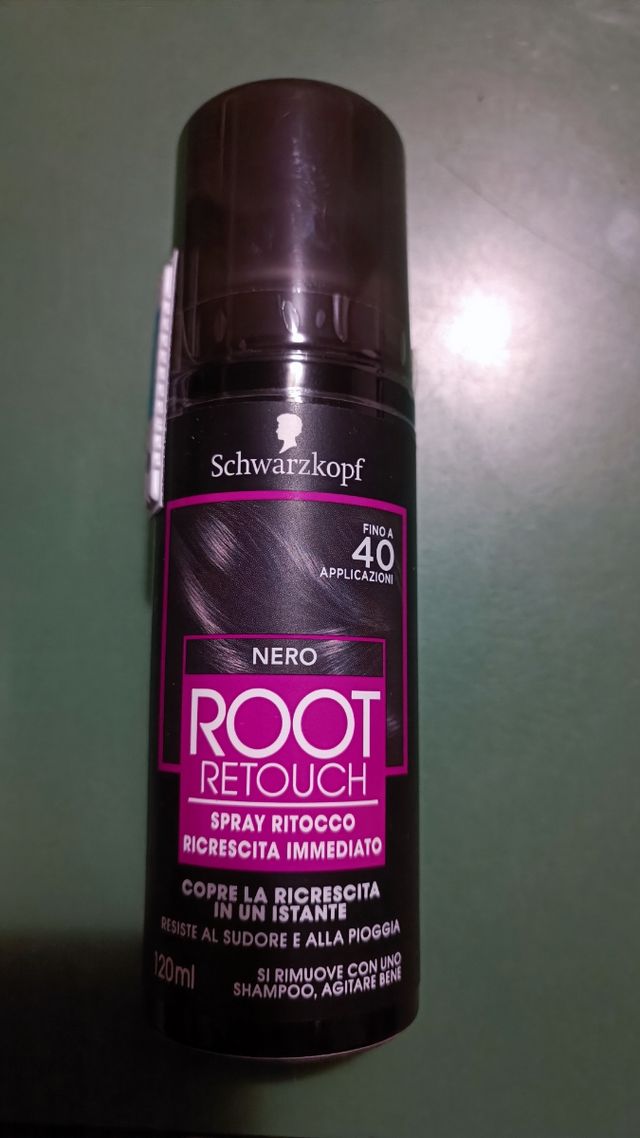 Schwarzkopf
FINO A
40
APPLICAZIONI
NERO
ROOT
RETOUCH
SPRAY RITOCCO
RICRESCITA IMMEDIATO
COPRE LA RICRESCITA
IN UN ISTANTE
RESISTE AL SUDORE E ALLA PIOGGIA
120ml
SI RIMUOVE CON UNO
SHAMPOO, AGITARE BENE